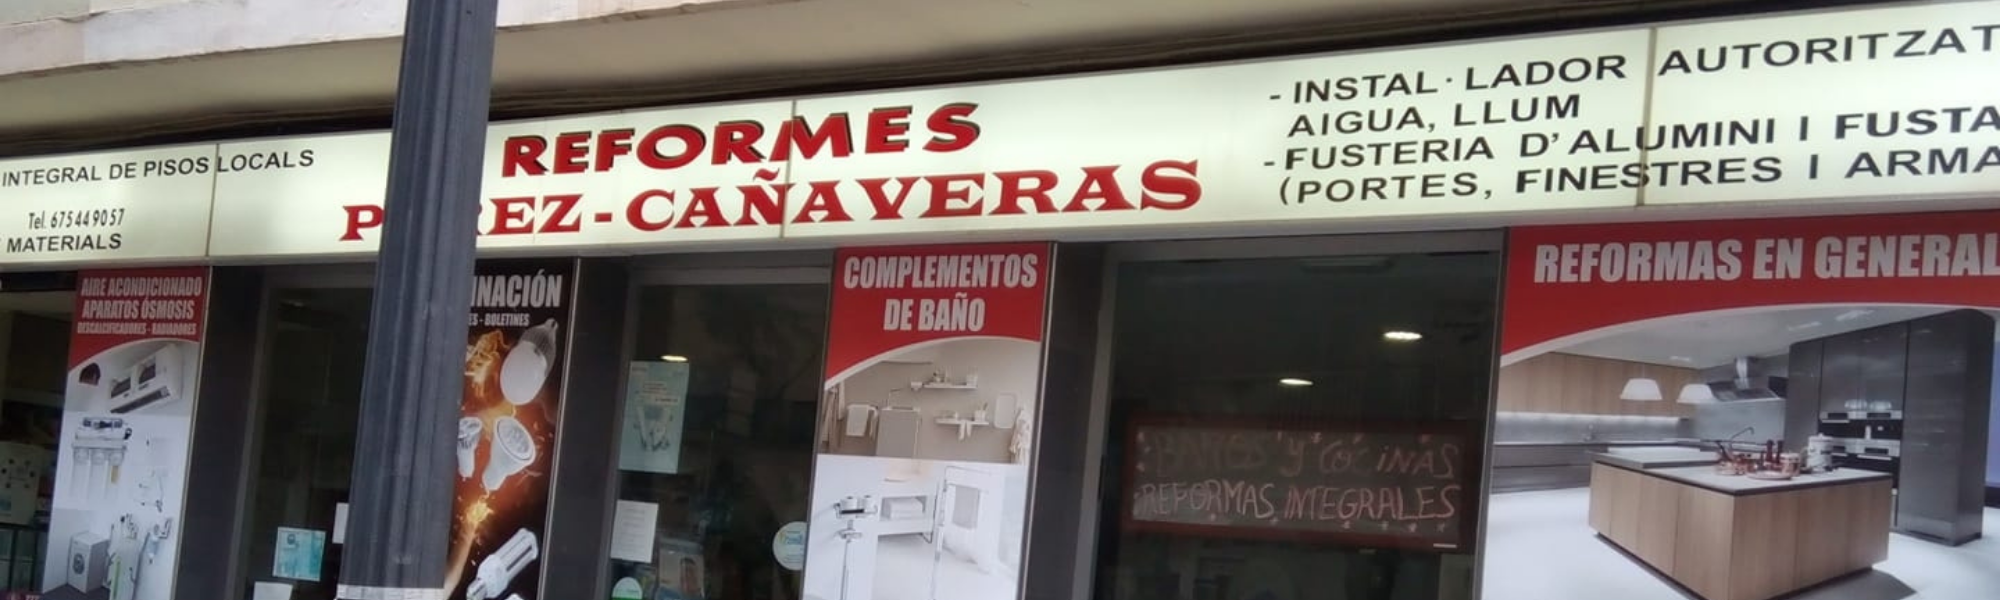 INTEGRAL DE PISOS LOCALS
Tel. 675449057
MATERIALS
REFORMES
P REZ-CAÑAVERAS
- INSTAL·LADOR AUTORITZAT
AIGUA, LLUM
- FUSTERIA D'ALUMINI I FUSTA
(PORTES, FINESTRES I ARMA
AIRE ACONDICIONADO
APARATOS ÓSMOSIS
DESCALCIFICADORES - RADIADORES
INACIÓN
ES - BOLETINES
COMPLEMENTOS
DE BAÑO
BAÑOS Y COCINAS
REFORMAS INTEGRALES
REFORMAS EN GENERAL